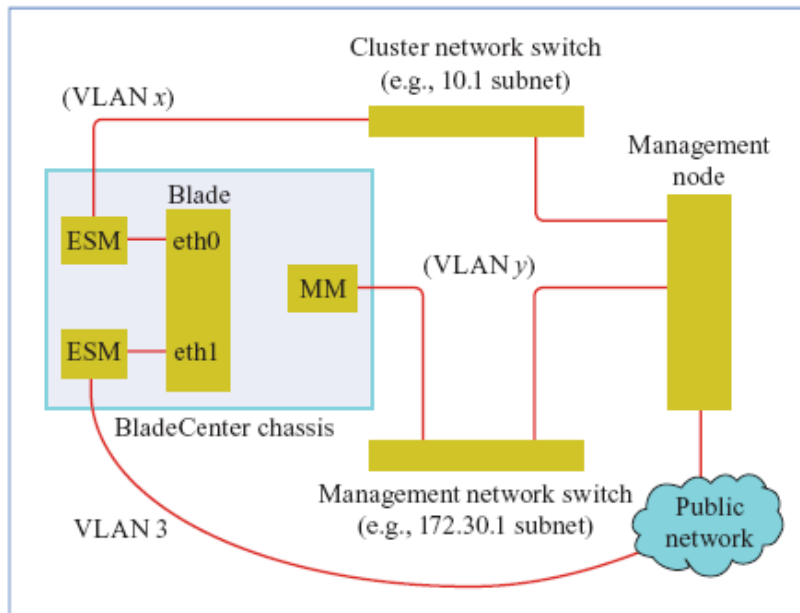 Cluster network switch
(e.g., 10.1 subnet)
(VLAN x)
Management
node
Blade
ESM
eth0
(VLAN y)
MM
ESM
eth1
BladeCenter chassis
Management network switch
(e.g., 172.30.1 subnet)
VLAN 3
Public
network